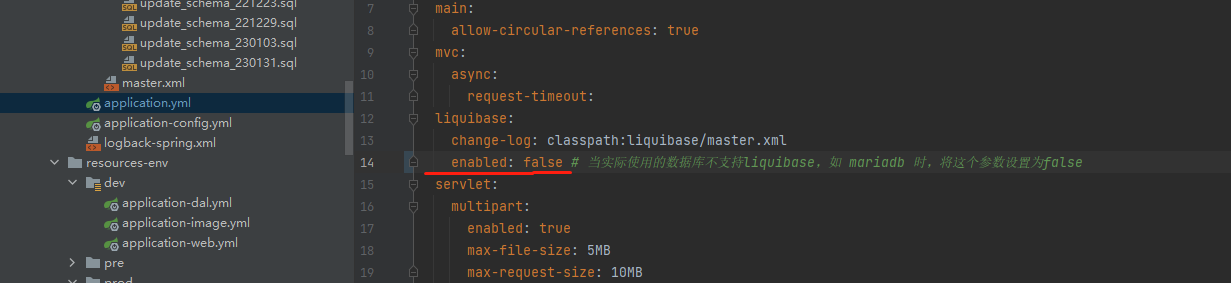 update_schema_221223.sql
update_schema_221229.sql
update_schema_230103.sql
update_schema_230131.sql
master.xml
application.yml
application-config.yml
logback-spring.xml
resources-env
dev
application-dal.yml
application-image.yml
application-web.yml
pre
prod
7 main:
8 allow-circular-references: true
9 mvc:
10 async:
11 request-timeout:
12 liquibase:
13 change-log: classpath:liquibase/master.xml
14 enabled: false # 当实际使用的数据库不支持liquibase，如 mariadb 时，将这个参数设置为false
15 servlet:
16 multipart:
17 enabled: true
18 max-file-size: 5MB
19 max-request-size: 10MB